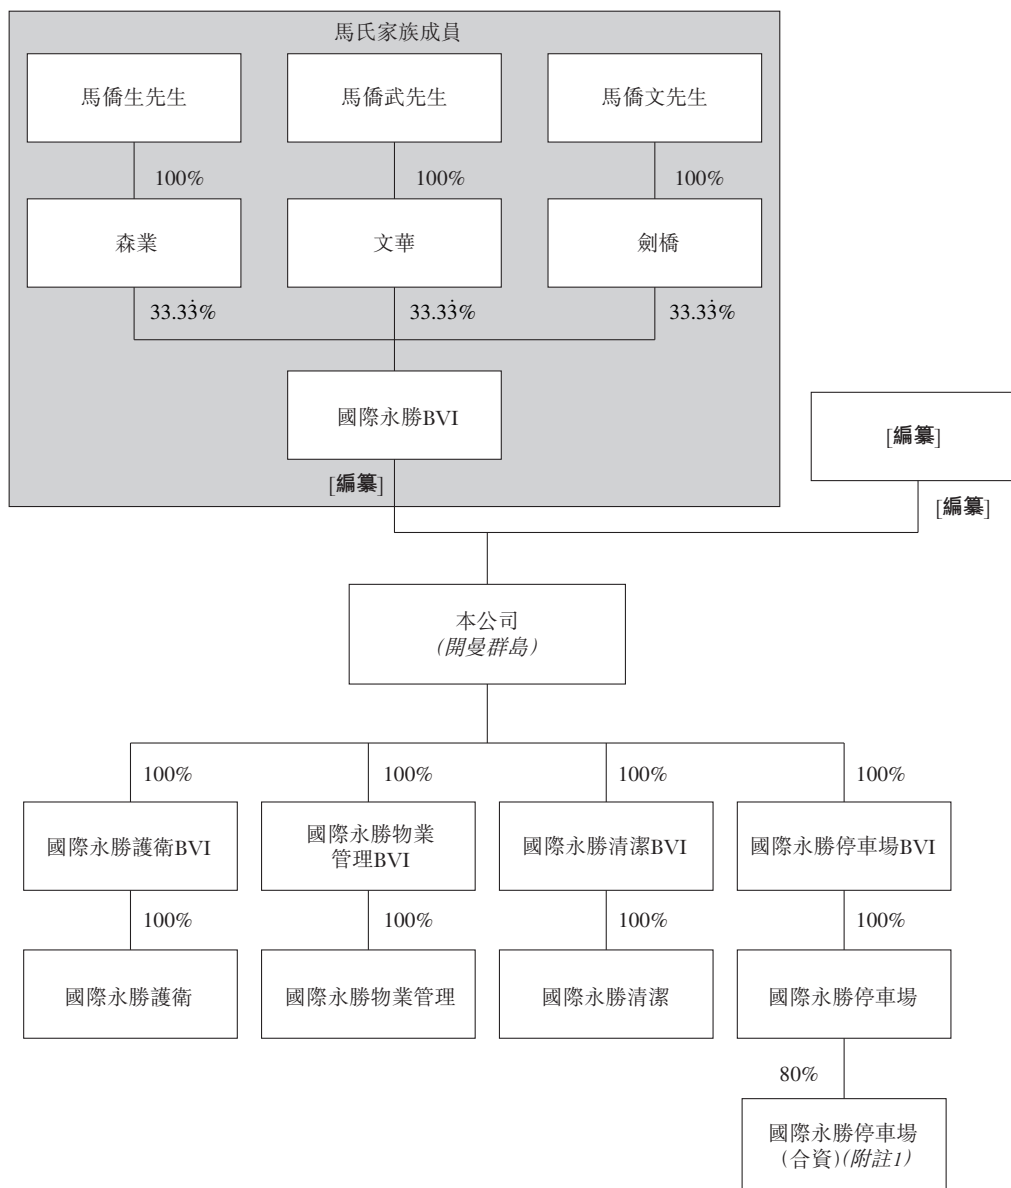 馬氏家族成員
馬僑生先生
馬僑武先生
馬僑文先生
100%
100%
100%
森業
文華
劍橋
33.33̇%
33.33̇%
33.33̇%
國際永勝BVI
[編纂]
[編纂]
[編纂]
本公司
(開曼群島)
100%
100%
100%
100%
國際永勝護衛BVI
國際永勝物業
管理BVI
國際永勝清潔BVI
國際永勝停車場BVI
100%
100%
100%
100%
國際永勝護衛
國際永勝物業管理
國際永勝清潔
國際永勝停車場
80%
國際永勝停車場
(合資)(附註1)